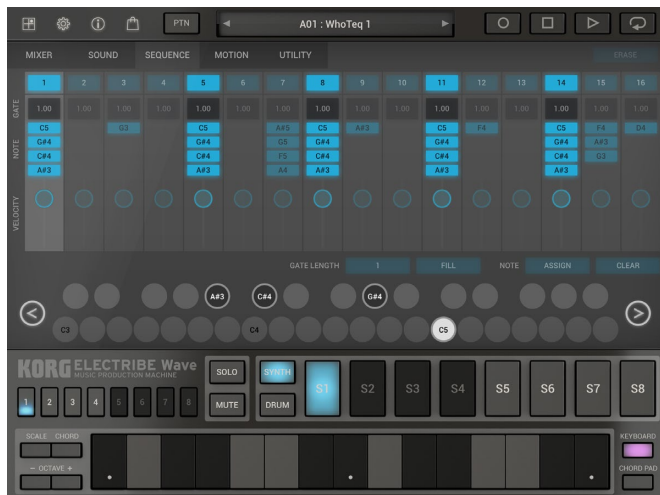 PTN A01 : WhoTeq 1
MIXER SOUND SEQUENCE MOTION UTILITY ERASE
1 2 3 4 5 6 7 8 9 10 11 12 13 14 15 16
GATE 1.00 1.00 1.00 1.00 1.00 1.00 1.00 1.00 1.00 1.00 1.00 1.00 1.00 1.00 1.00 1.00
NOTE
C5 G3 C5 A#5 C5 A#3 C5 F4 C5 F4 D4
G#4 G#4 G5 G#4 G#4 G#4 A#3
C#4 C#4 F5 C#4 C#4 C#4 G3
A#3 A#3 A4 A#3 A#3 A#3
VELOCITY
GATE LENGTH 1 FILL NOTE ASSIGN CLEAR
< A#3 C#4 G#4 >
C3 C4 C5
KORG ELECTRIBE Wave
MUSIC PRODUCTION MACHINE
SOLO SYNTH S1 S2 S3 S4 S5 S6 S7 S8
1 2 3 4 5 6 7 8
MUTE DRUM
SCALE CHORD KEYBOARD
− OCTAVE + CHORD PAD